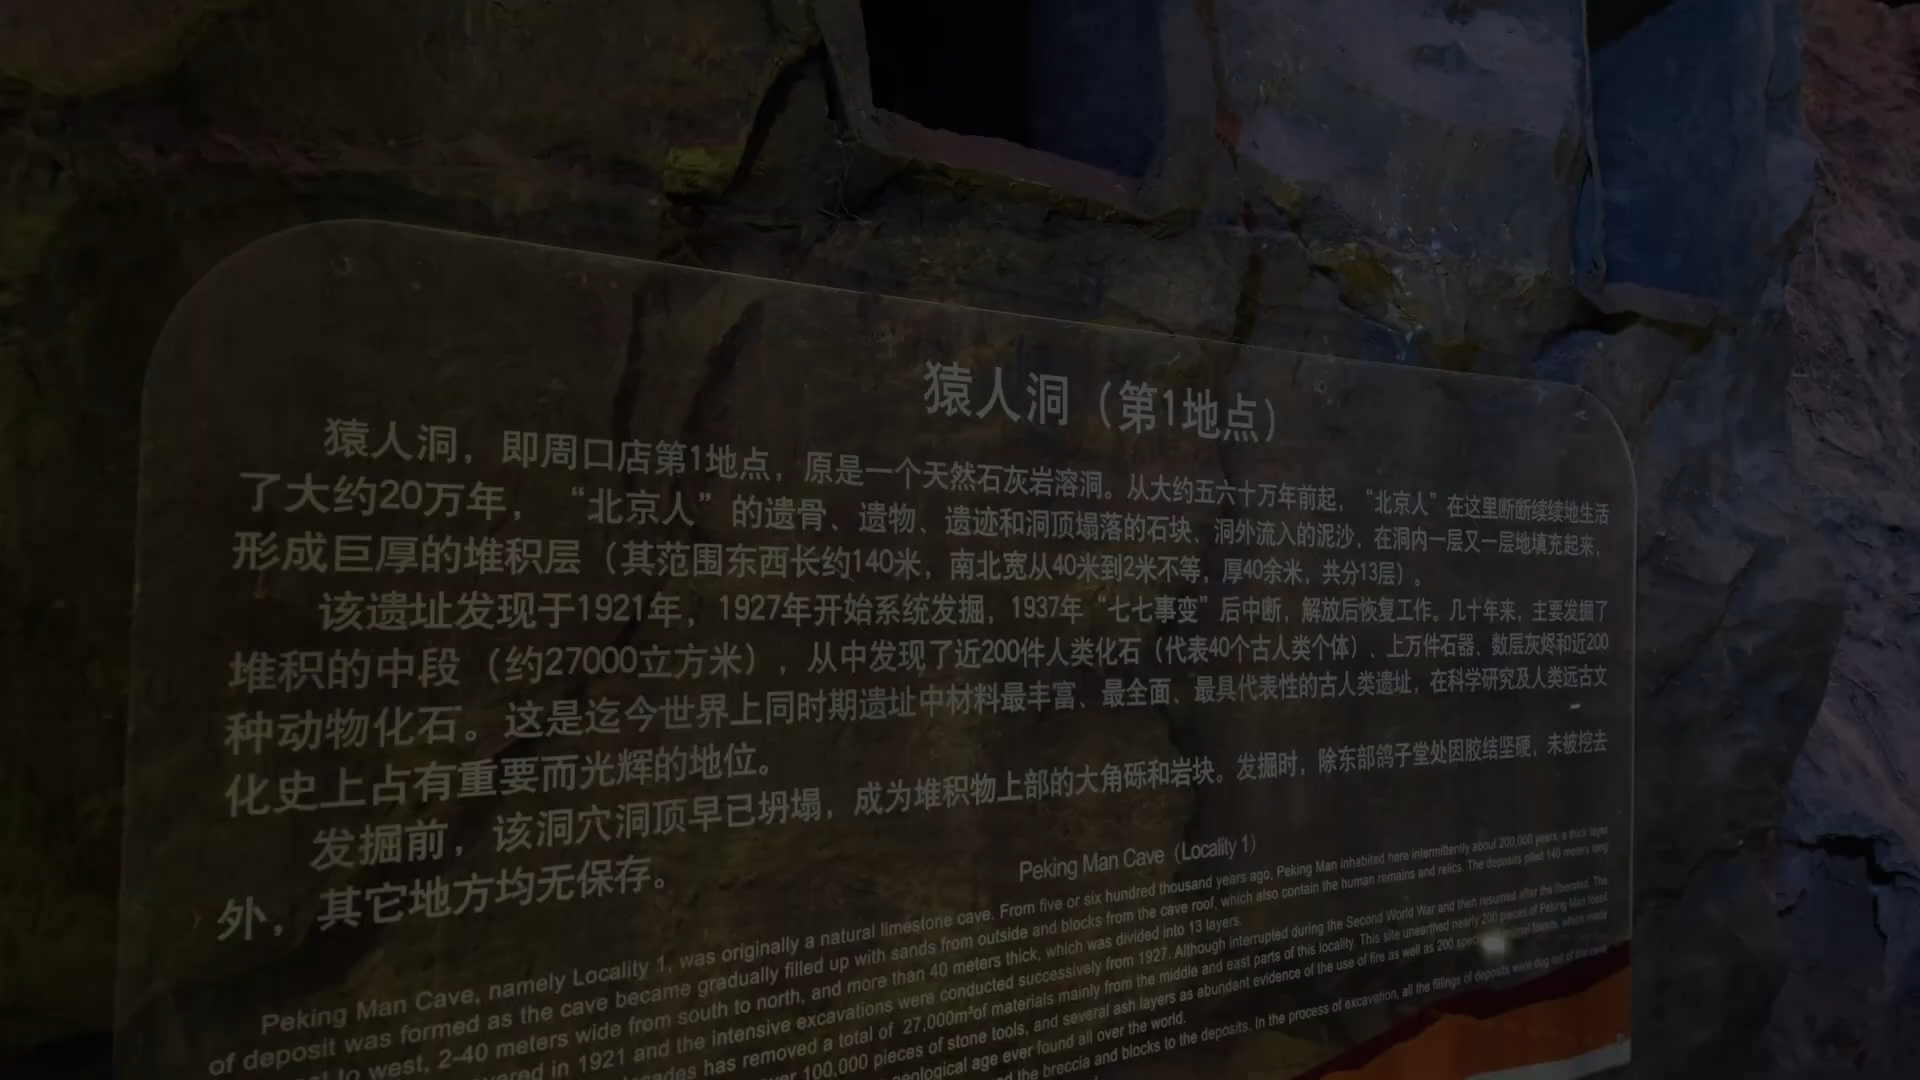 猿人洞（第1地点）
猿人洞，即周口店第1地点，原是一个天然石灰岩溶洞。从大约五六十万年前起，“北京人”在这里断断续续地生活
了大约20万年，“北京人”的遗骨、遗物、遗迹和洞顶塌落的石块、洞外流入的泥沙，在洞内一层又一层地填充起来，
形成巨厚的堆积层（其范围东西长约140米，南北宽从40米到2米不等，厚40余米，共分13层）。
该遗址发现于1921年，1927年开始系统发掘，1937年“七七事变”后中断，解放后恢复工作。几十年来，主要发掘了
堆积的中段（约27000立方米），从中发现了近200件人类化石（代表40个古人类个体）、上万件石器、数层灰烬和近200
种动物化石。这是迄今世界上同时期遗址中材料最丰富、最全面、最具代表性的古人类遗址，在科学研究及人类远古文
化史上占有重要而光辉的地位。
发掘前，该洞穴洞顶早已坍塌，成为堆积物上部的大角砾和岩块。发掘时，除东部鸽子堂处因胶结坚硬，未被挖去
外，其它地方均无保存。
Peking Man Cave（Locality 1）
Peking Man Cave, namely Locality 1, was originally a natural limestone cave. From five or six hundred thousand years ago, Peking Man inhabited here intermittently about 200,000 years, a thick layer
of deposit was formed as the cave became gradually filled up with sands from outside and blocks from the cave roof, which also contain the human remains and relics. The deposits piled 140 meters long
to west, 2-40 meters wide from south to north, and more than 40 meters thick, which was divided into 13 layers.
in 1921 and the intensive excavations were conducted successively from 1927. Although interrupted during the Second World War and then resumed after the liberated. The
has removed a total of 27,000m³of materials mainly from the middle and east parts of this locality. This site unearthed nearly 200 pieces of Peking Man fossil
100,000 pieces of stone tools, and several ash layers as abundant evidence of the use of fire as well as 200 animal fossils, which made
age ever found all over the world.
the breccia and blocks to the deposits. In the process of excavation, all the fillings of deposits were dug out of the cave